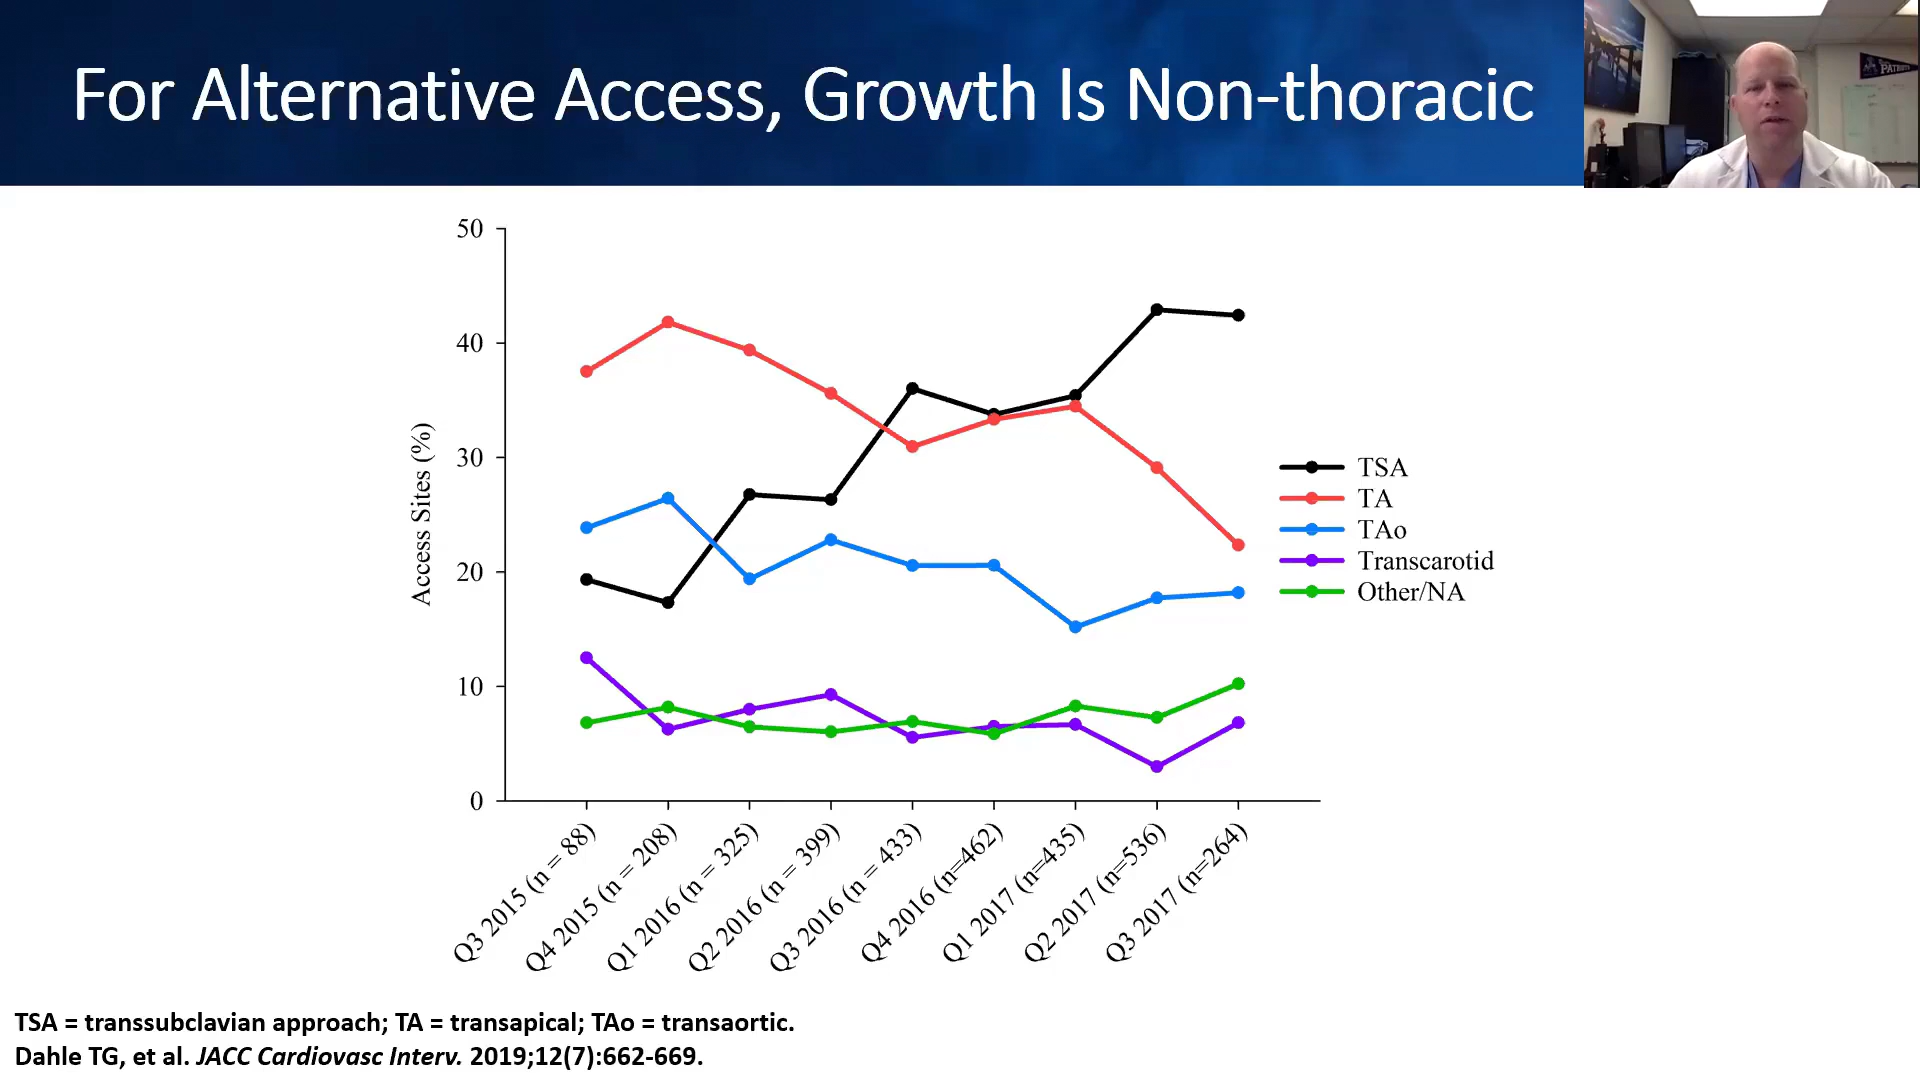 For Alternative Access, Growth Is Non-thoracic
PATRIOTS
50
40
30
20
10
0
Access Sites (%)
TSA
TA
TAo
Transcarotid
Other/NA
Q3 2015 (n = 88)
Q4 2015 (n = 208)
Q1 2016 (n = 325)
Q2 2016 (n = 399)
Q3 2016 (n = 433)
Q4 2016 (n=462)
Q1 2017 (n=435)
Q2 2017 (n=536)
Q3 2017 (n=264)
TSA = transsubclavian approach; TA = transapical; TAo = transaortic.
Dahle TG, et al. JACC Cardiovasc Interv. 2019;12(7):662-669.